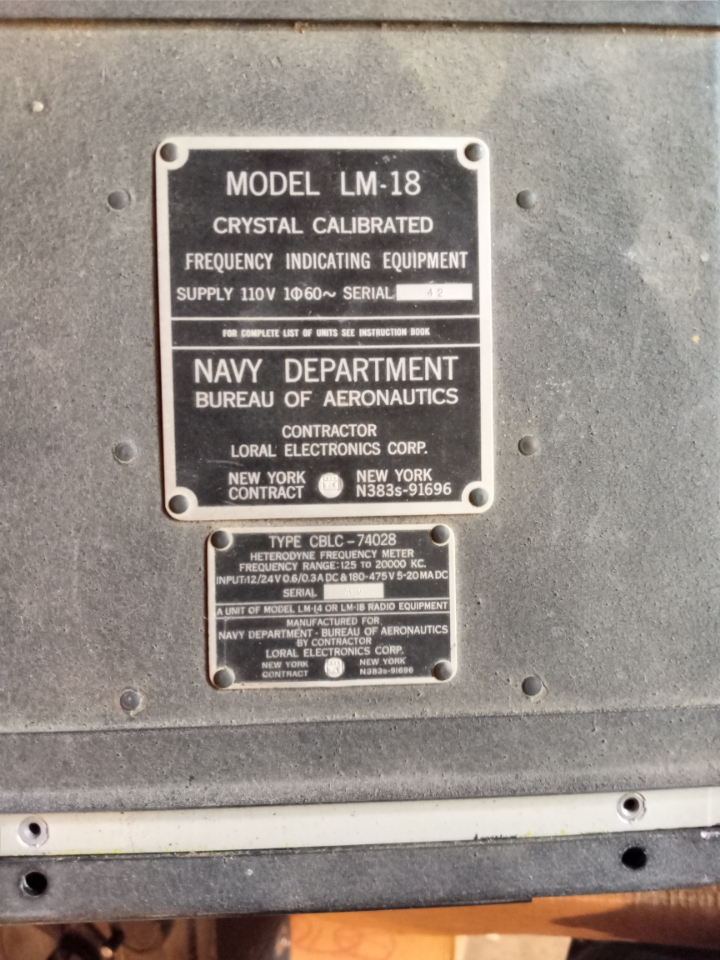 MODEL LM-18
CRYSTAL CALIBRATED
FREQUENCY INDICATING EQUIPMENT
SUPPLY 110V 1Φ60~ SERIAL 42
FOR COMPLETE LIST OF UNITS SEE INSTRUCTION BOOK
NAVY DEPARTMENT
BUREAU OF AERONAUTICS
CONTRACTOR
LORAL ELECTRONICS CORP.
NEW YORK NEW YORK
CONTRACT N383s-91696
TYPE CBLC-74028
HETERODYNE FREQUENCY METER
FREQUENCY RANGE:125 TO 20000 KC.
INPUT:12/24V 0.6/0.3A DC & 180-475V 5-20MA DC
SERIAL
A UNIT OF MODEL LM-14 OR LM-18 RADIO EQUIPMENT
MANUFACTURED FOR
NAVY DEPARTMENT - BUREAU OF AERONAUTICS
BY CONTRACTOR
LORAL ELECTRONICS CORP.
NEW YORK NEW YORK
CONTRACT N383s-91696